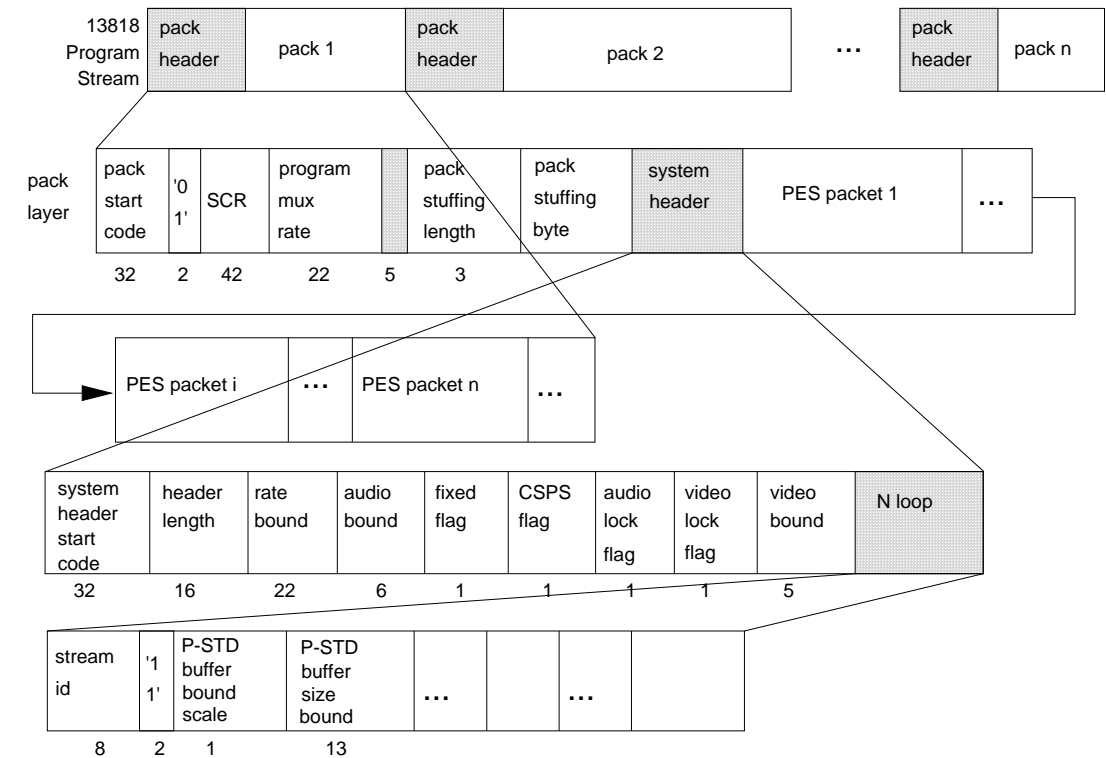 13818
Program
Stream
pack
header
pack 1
pack
header
pack 2
...
pack
header
pack n
pack
layer
pack
start
code
'0
1'
SCR
program
mux
rate
pack
stuffing
length
pack
stuffing
byte
system
header
PES packet 1
...
32 2 42 22 5 3
PES packet i
...
PES packet n
...
system
header
start
code
header
length
rate
bound
audio
bound
fixed
flag
CSPS
flag
audio
lock
flag
video
lock
flag
video
bound
N loop
32 16 22 6 1 1 1 1 5
stream
id
'1
1'
P-STD
buffer
bound
scale
P-STD
buffer
size
bound
...
...
8 2 1 13